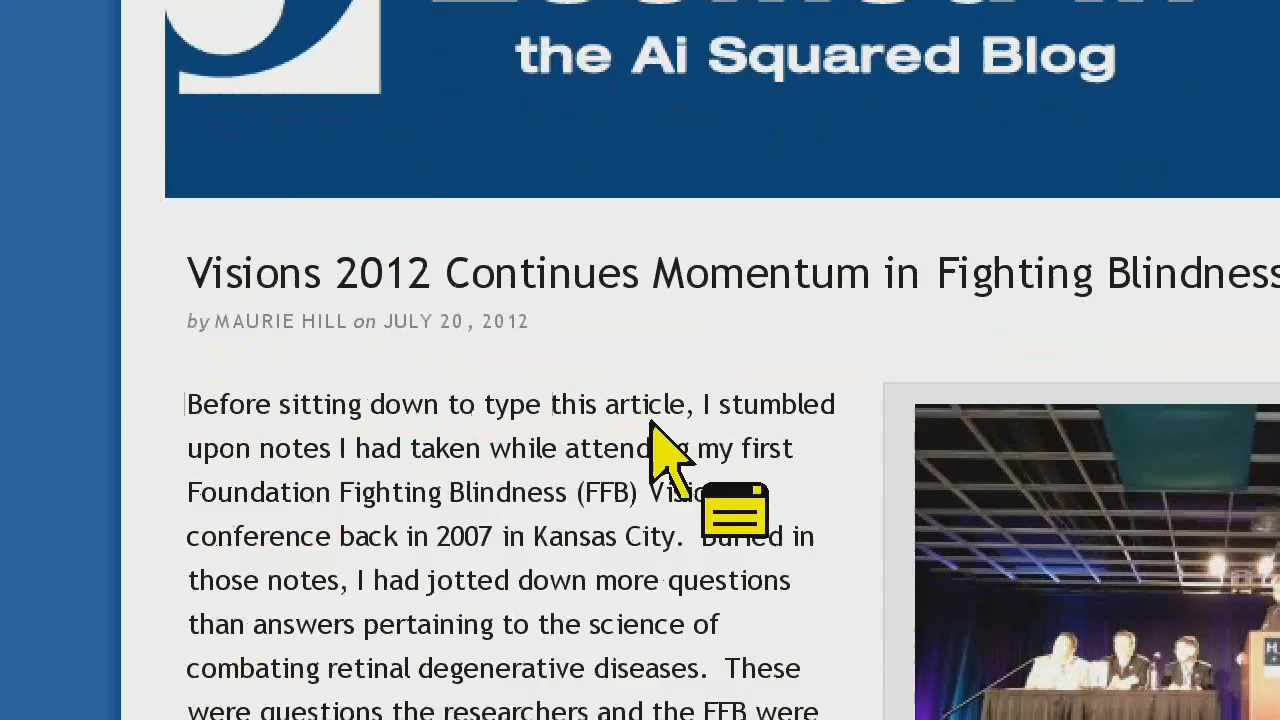 the Ai Squared Blog
Visions 2012 Continues Momentum in Fighting Blindness
by MAURIE HILL on JULY 20, 2012
Before sitting down to type this article, I stumbled
upon notes I had taken while attending my first
Foundation Fighting Blindness (FFB)
conference back in 2007 in Kansas City. Buried in
those notes, I had jotted down more questions
than answers pertaining to the science of
combating retinal degenerative diseases. These
were questions the researchers and the FFB were